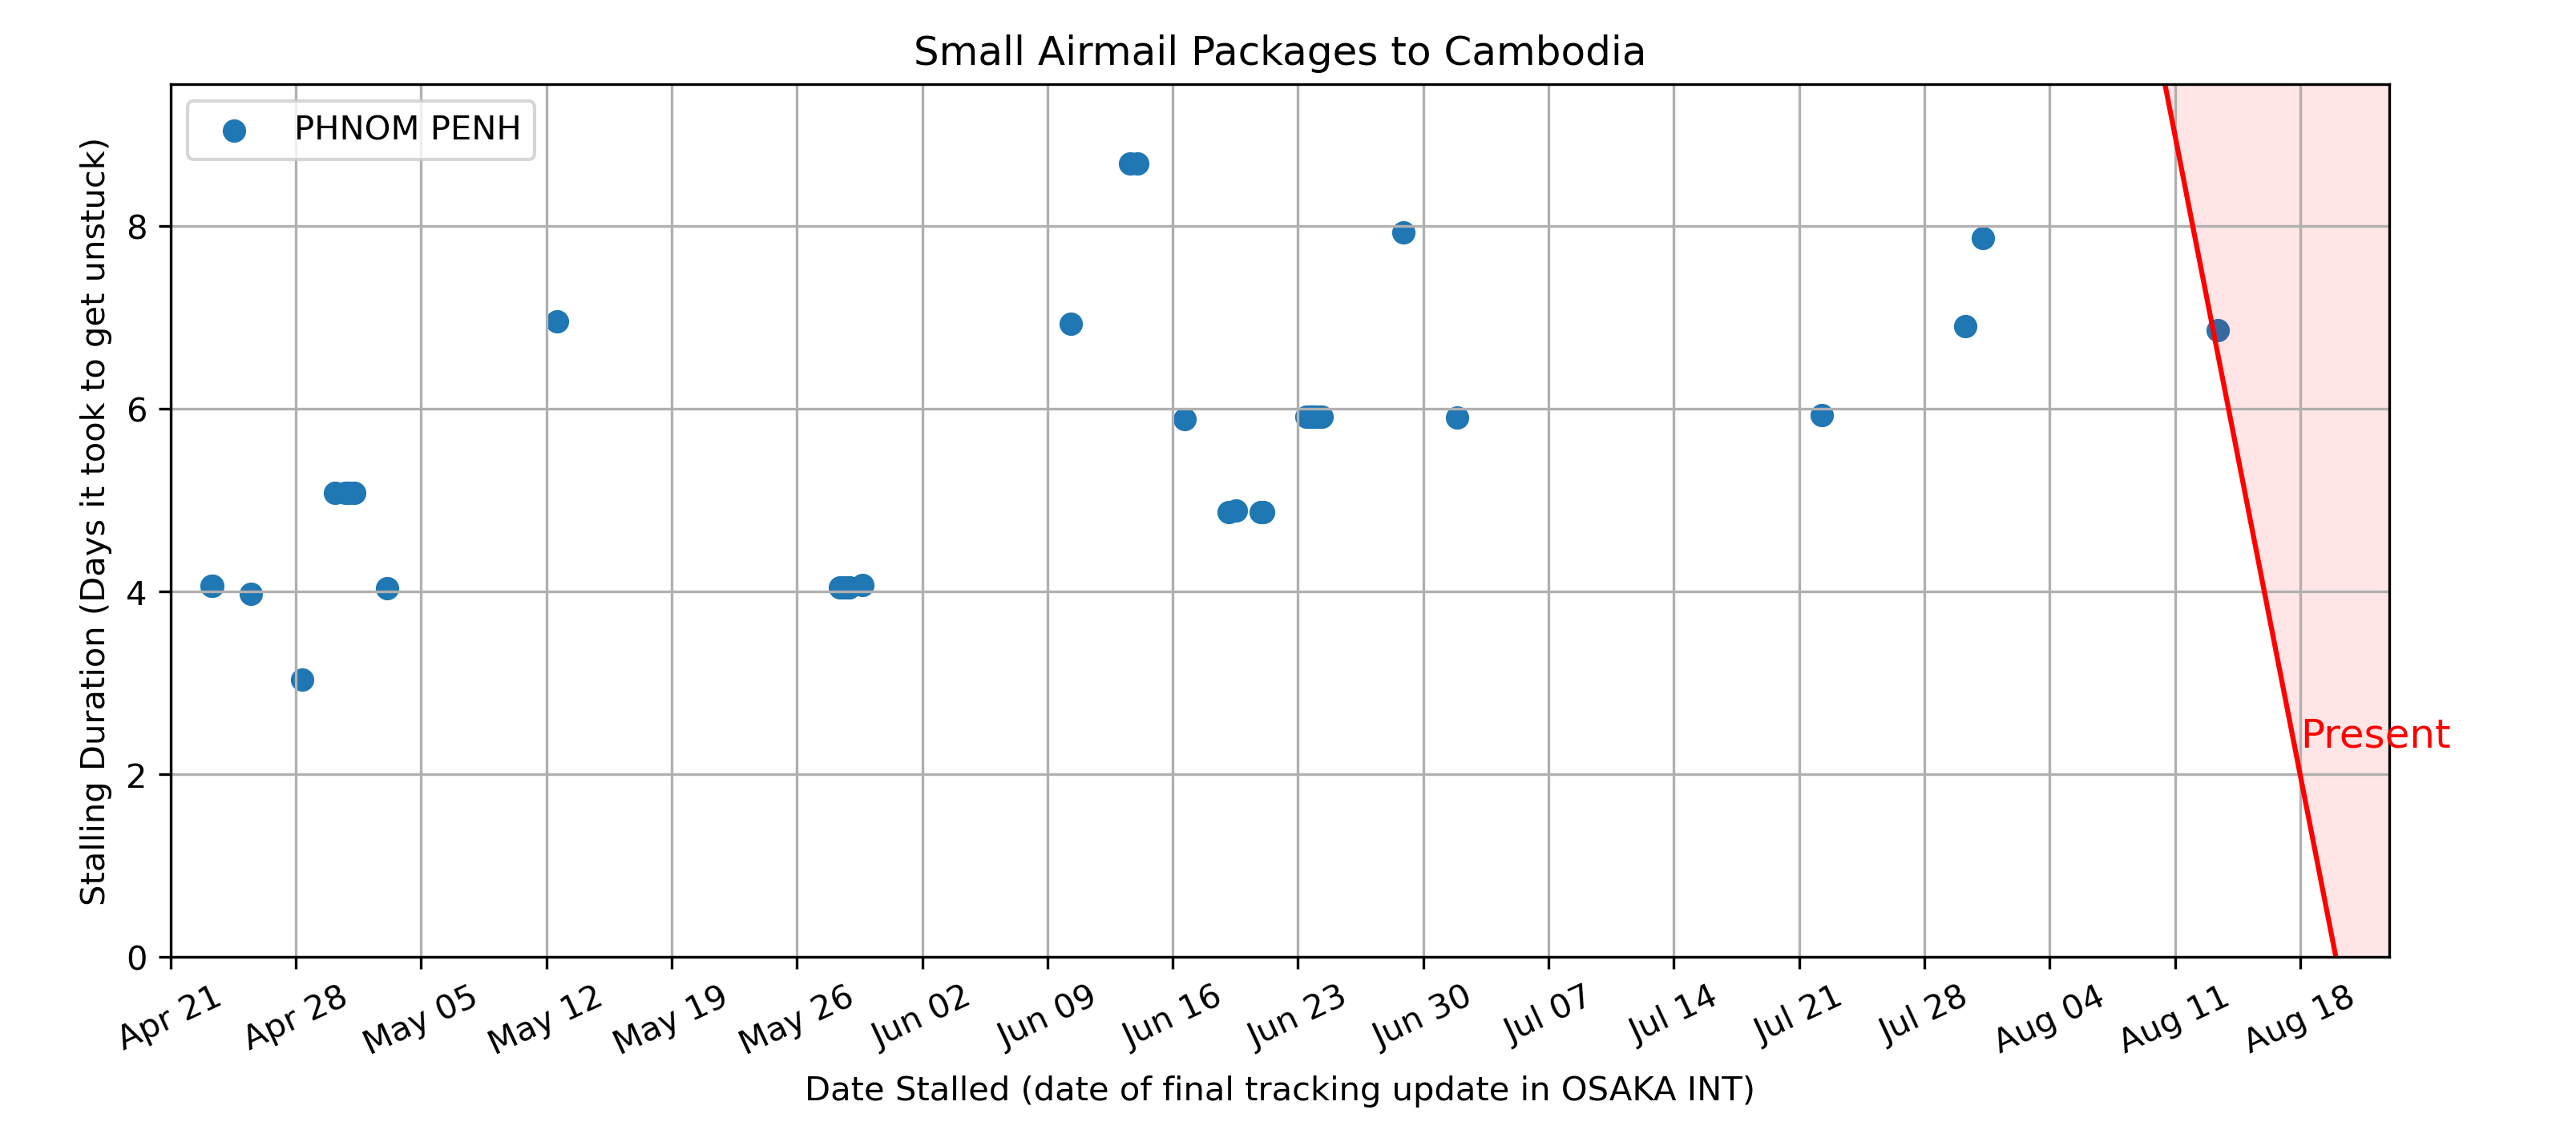 Small Airmail Packages to Cambodia
PHNOM PENH
Stalling Duration (Days it took to get unstuck)
8
6
4
2
0
Present
Apr 21
Apr 28
May 05
May 12
May 19
May 26
Jun 02
Jun 09
Jun 16
Jun 23
Jun 30
Jul 07
Jul 14
Jul 21
Jul 28
Aug 04
Aug 11
Aug 18
Date Stalled (date of final tracking update in OSAKA INT)